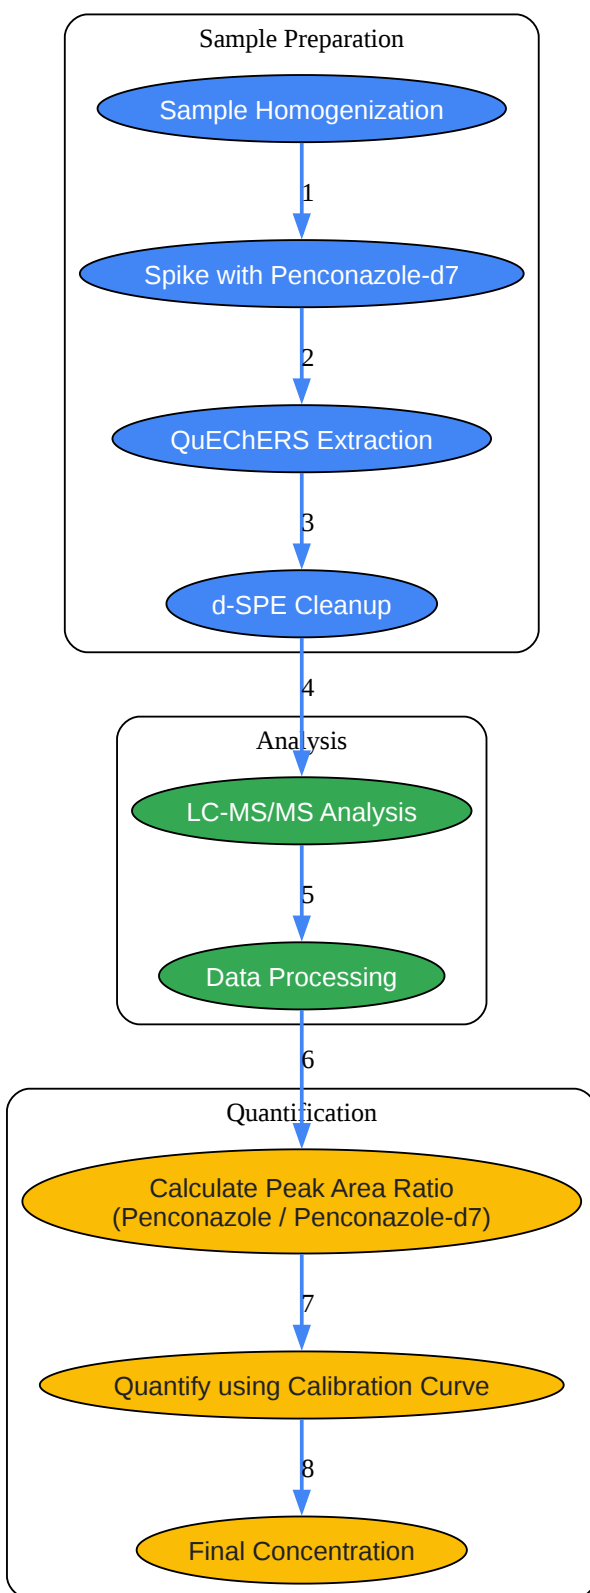 Sample Preparation
Sample Homogenization
1
Spike with Penconazole-d7
2
QuEChERS Extraction
3
d-SPE Cleanup
4
Analysis
LC-MS/MS Analysis
5
Data Processing
6
Quantification
Calculate Peak Area Ratio
(Penconazole / Penconazole-d7)
7
Quantify using Calibration Curve
8
Final Concentration